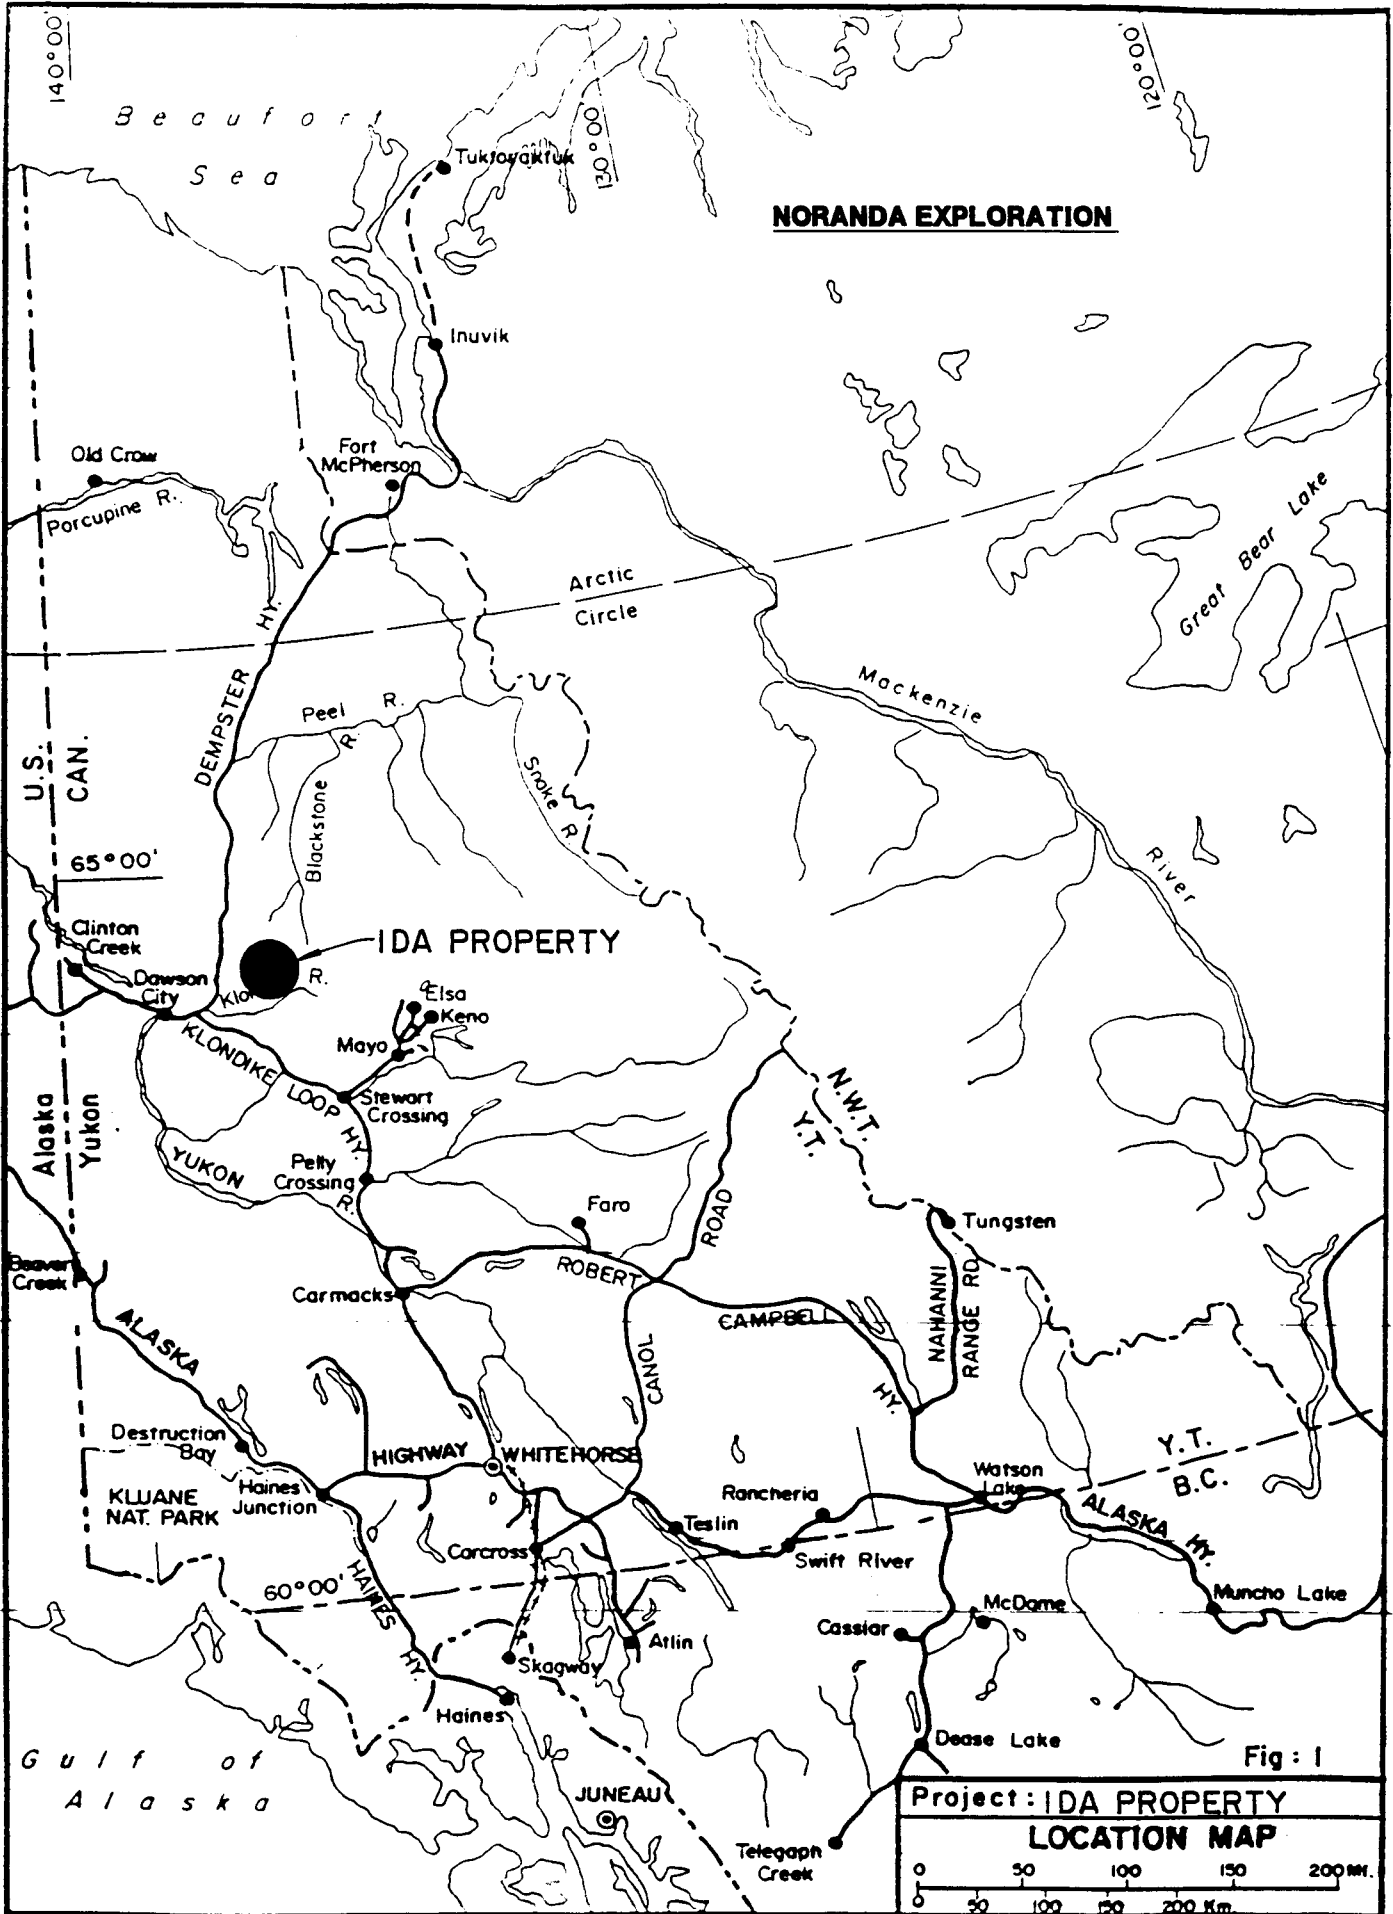 140°00'
120°00'
130°00'
Beaufort
Sea
Tuktoyaktuk
NORANDA EXPLORATION
Inuvik
Old Crow
Porcupine R.
Fort
McPherson
Great Bear Lake
Arctic
Circle
DEMPSTER HY.
Mackenzie
River
Peel R.
Blackstone R.
Snake R.
U.S.
CAN.
65°00'
Clinton
Creek
IDA PROPERTY
Dawson
City
R.
Elsa
Keno
Mayo
KLONDIKE LOOP HY.
Stewart
Crossing
Alaska
Yukon
N.W.T.
Y.T.
YUKON R.
Pelly
Crossing
Faro
ROAD
Tungsten
Beaver
Creek
ROBERT
CAMPBELL
HY.
NAHANNI
RANGE RD.
Carmacks
ALASKA
CANOL
Destruction
Bay
HIGHWAY
WHITEHORSE
Y.T.
B.C.
KLUANE
NAT. PARK
Haines
Junction
Rancheria
Watson
Lake
ALASKA HY.
Teslin
Carcross
Swift River
60°00'
HAINES HY.
McDame
Muncho Lake
Cassiar
Atlin
Skagway
Haines
Dease Lake
Gulf of
Alaska
JUNEAU
Telegaph
Creek
Fig : 1
Project : IDA PROPERTY
LOCATION MAP
0 50 100 150 200 MI.
0 50 100 150 200 Km.